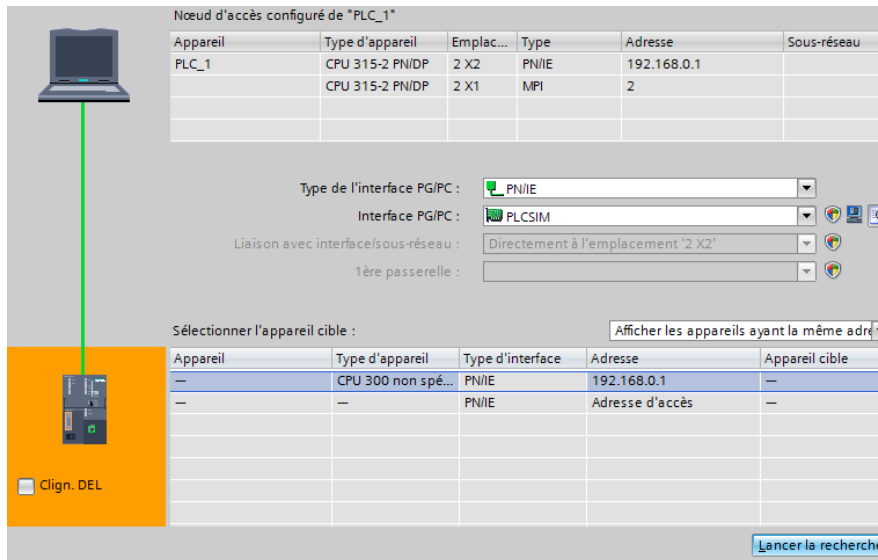 Nœud d'accès configuré de "PLC_1"
Appareil Type d'appareil Emplac... Type Adresse Sous-réseau
PLC_1 CPU 315-2 PN/DP 2 X2 PN/IE 192.168.0.1
CPU 315-2 PN/DP 2 X1 MPI 2
Type de l'interface PG/PC : PN/IE
Interface PG/PC : PLCSIM
Liaison avec interface/sous-réseau : Directement à l'emplacement '2 X2'
1ère passerelle :
Sélectionner l'appareil cible : Afficher les appareils ayant la même adre
Appareil Type d'appareil Type d'interface Adresse Appareil cible
— CPU 300 non spé... PN/IE 192.168.0.1 —
— — PN/IE Adresse d'accès —
Clign. DEL
Lancer la recherche